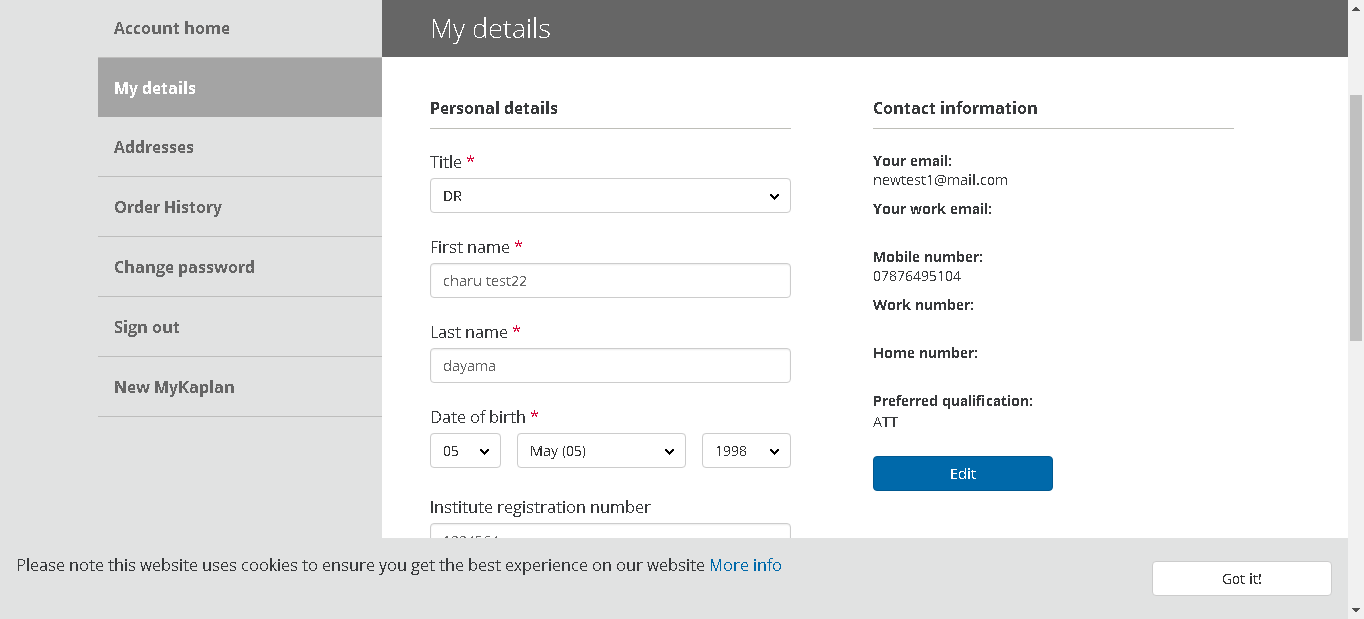 Account home
My details
Addresses
Order History
Change password
Sign out
New MyKaplan
My details
Personal details
Title *
DR
First name *
charu test22
Last name *
dayama
Date of birth *
05 May (05) 1998
Institute registration number
Contact information
Your email:
newtest1@mail.com
Your work email:
Mobile number:
07876495104
Work number:
Home number:
Preferred qualification:
ATT
Edit
Please note this website uses cookies to ensure you get the best experience on our website More info
Got it!